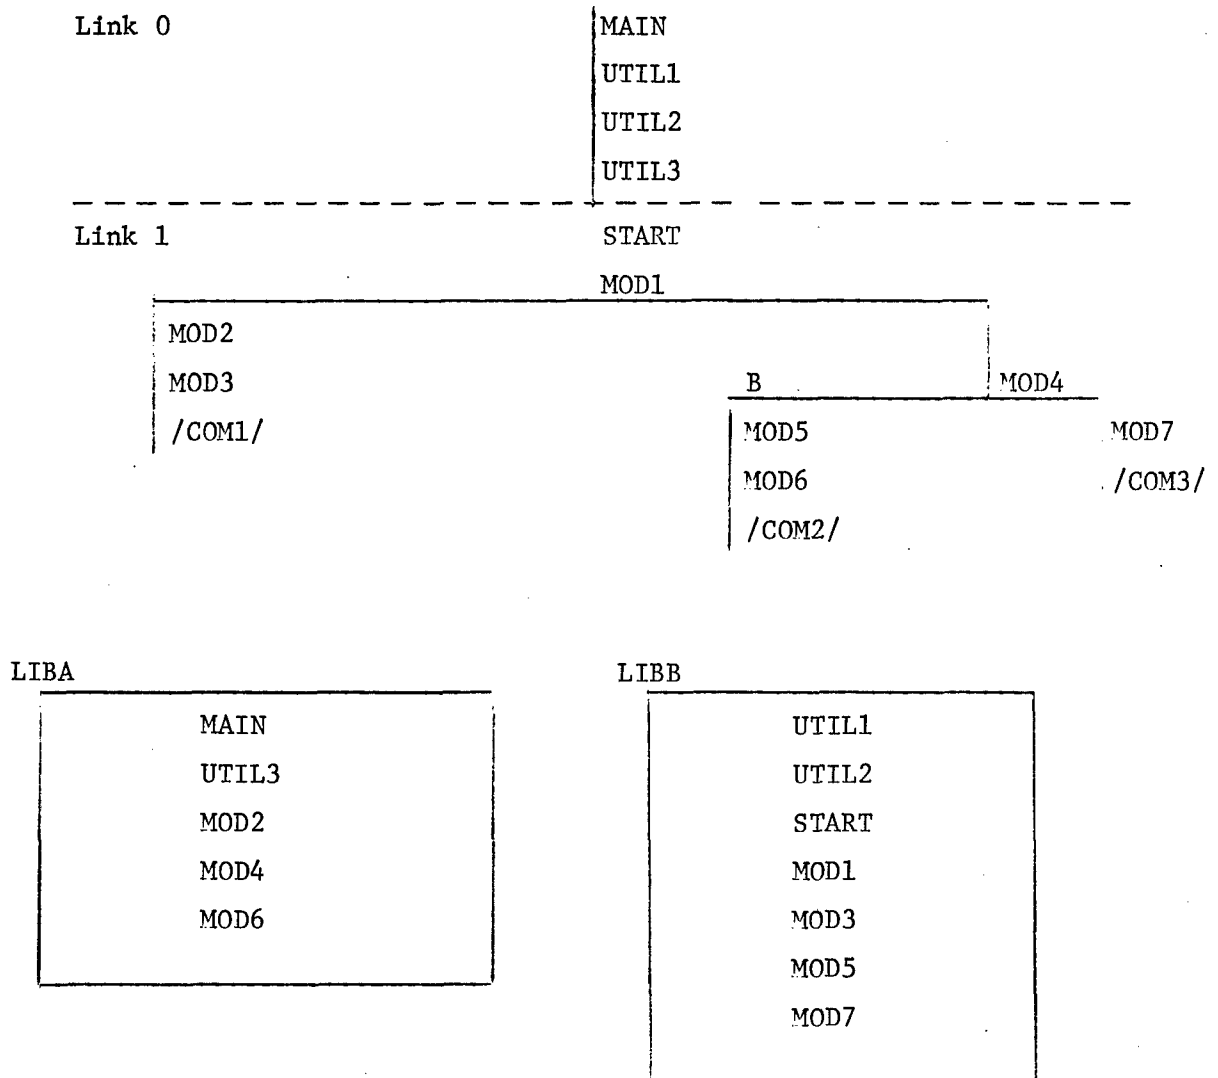 Link 0
MAIN
UTIL1
UTIL2
UTIL3
Link 1
START
MOD1
MOD2
MOD3
/COM1/
B
MOD4
MOD5
MOD6
/COM2/
MOD7
/COM3/
LIBA
MAIN
UTIL3
MOD2
MOD4
MOD6
LIBB
UTIL1
UTIL2
START
MOD1
MOD3
MOD5
MOD7